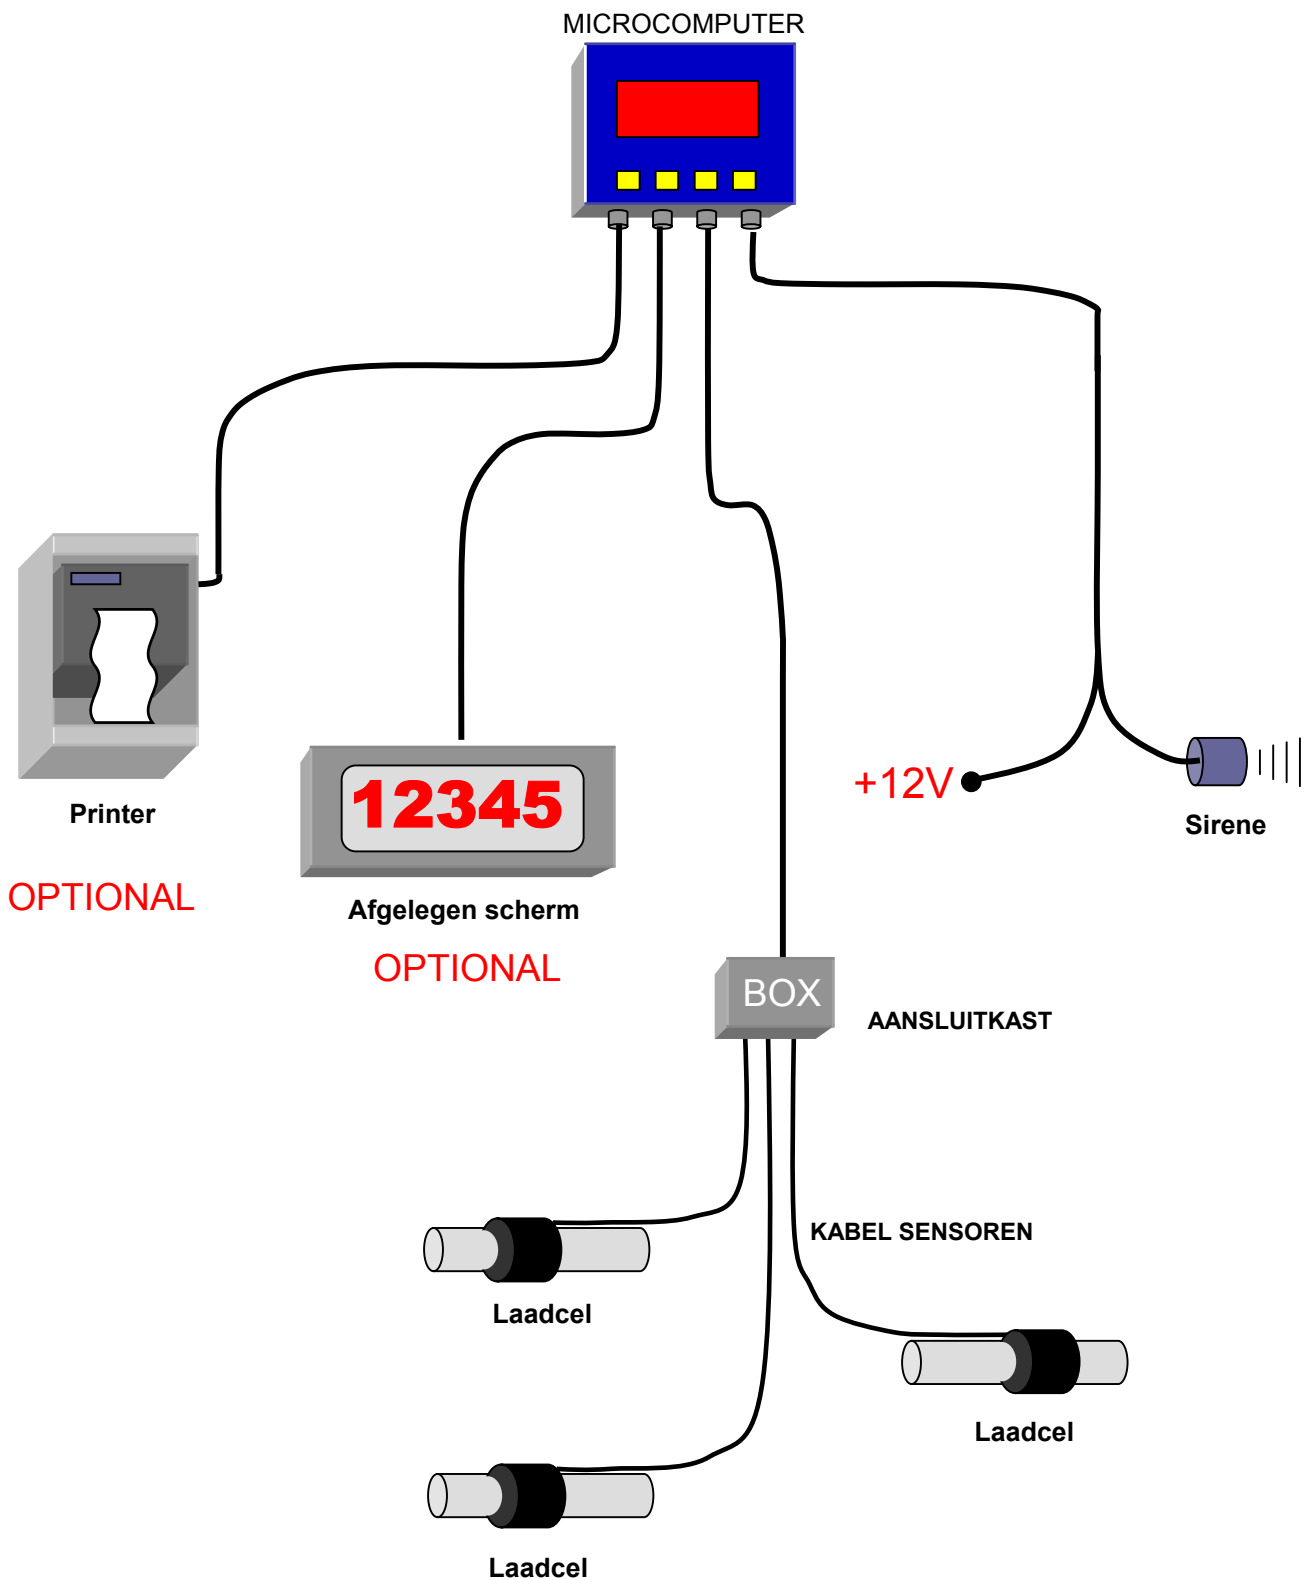 MICROCOMPUTER
+12V
12345
Printer
Sirene
OPTIONAL
Afgelegen scherm
OPTIONAL
BOX
AANSLUITKAST
KABEL SENSOREN
Laadcel
Laadcel
Laadcel